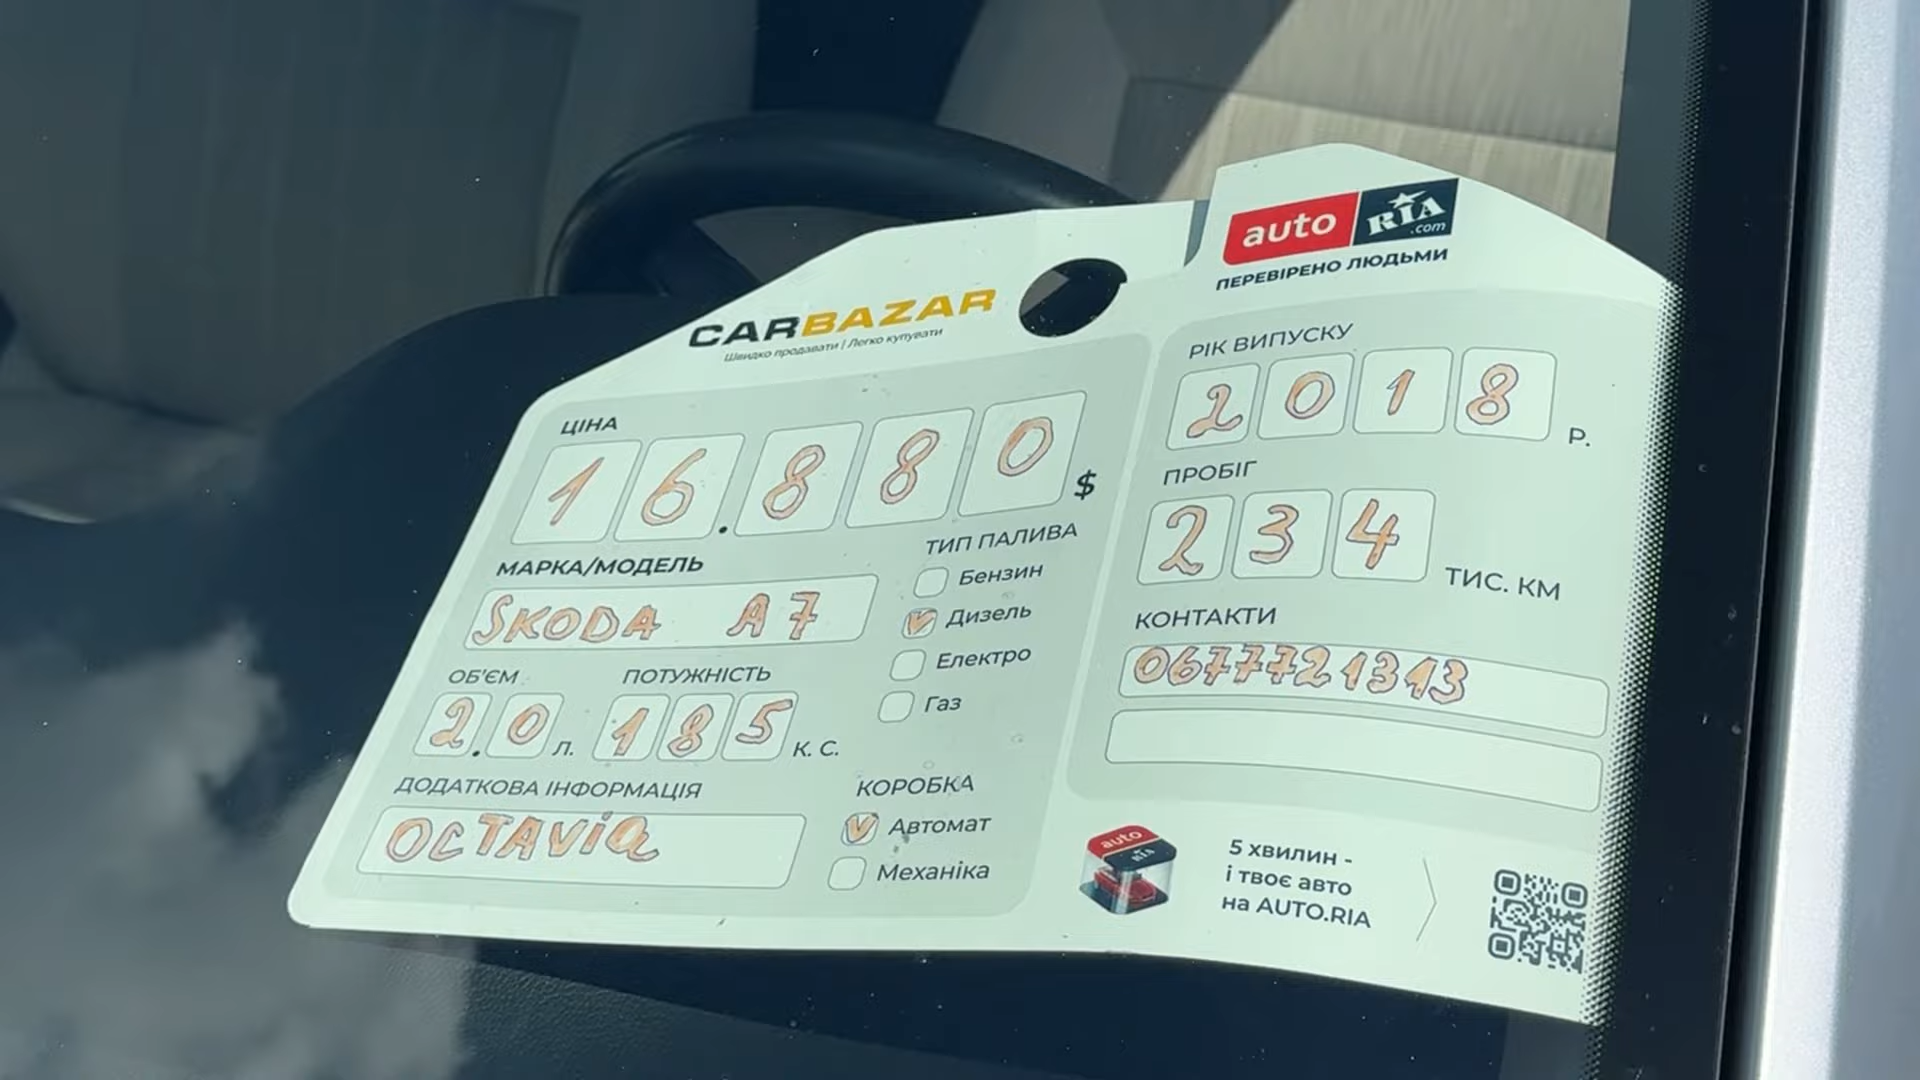 auto RIA .com
ПЕРЕВІРЕНО ЛЮДЬМИ
CARBAZAR
Швидко продавати | Легко купувати
ЦІНА
16.880 $
МАРКА/МОДЕЛЬ
SKODA A7
ОБ'ЄМ
2.0 Л.
ПОТУЖНІСТЬ
185 К. С.
ДОДАТКОВА ІНФОРМАЦІЯ
OCTAViα
ТИП ПАЛИВА
Бензин
Дизель
Електро
Газ
КОРОБКА
Автомат
Механіка
РІК ВИПУСКУ
2018 Р.
ПРОБІГ
234 ТИС. КМ
КОНТАКТИ
0677721313
auto
RIA
5 хвилин -
і твоє авто
на AUTO.RIA